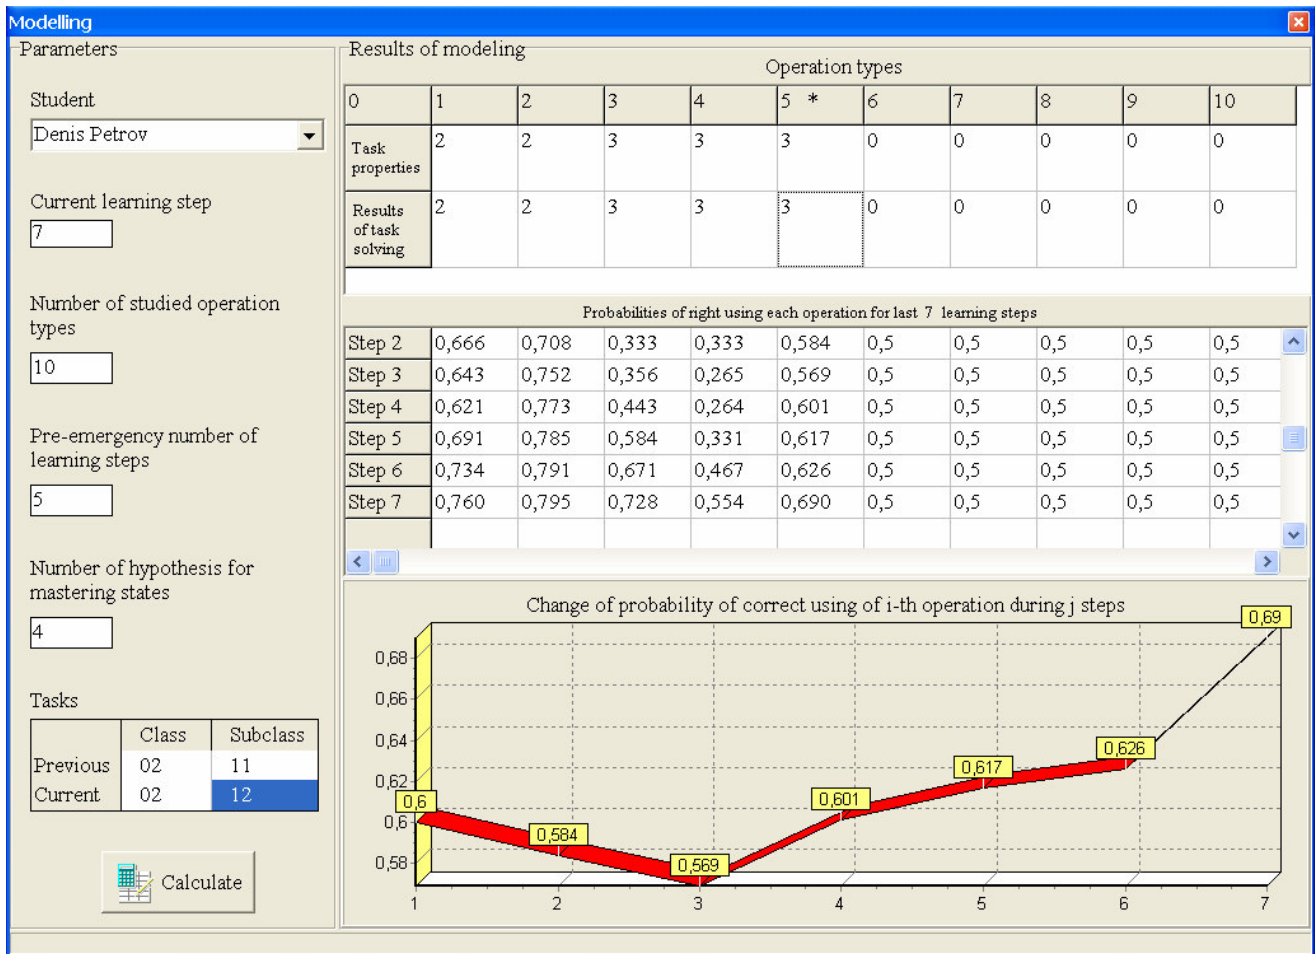 Modelling
Parameters
Student
Denis Petrov
Current learning step
7
Number of studied operation
types
10
Pre-emergency number of
learning steps
5
Number of hypothesis for
mastering states
4
Tasks
Class Subclass
Previous 02 11
Current 02 12
Calculate
Results of modeling
Operation types
0 1 2 3 4 5 * 6 7 8 9 10
Task
properties
2 2 3 3 3 0 0 0 0 0
Results
of task
solving
2 2 3 3 3 0 0 0 0 0
Probabilities of right using each operation for last 7 learning steps
Step 2 0,666 0,708 0,333 0,333 0,584 0,5 0,5 0,5 0,5 0,5
Step 3 0,643 0,752 0,356 0,265 0,569 0,5 0,5 0,5 0,5 0,5
Step 4 0,621 0,773 0,443 0,264 0,601 0,5 0,5 0,5 0,5 0,5
Step 5 0,691 0,785 0,584 0,331 0,617 0,5 0,5 0,5 0,5 0,5
Step 6 0,734 0,791 0,671 0,467 0,626 0,5 0,5 0,5 0,5 0,5
Step 7 0,760 0,795 0,728 0,554 0,690 0,5 0,5 0,5 0,5 0,5
Change of probability of correct using of i-th operation during j steps
0,69
0,68
0,66
0,64
0,626
0,617
0,62
0,6
0,601
0,6
0,584
0,58
0,569
1 2 3 4 5 6 7